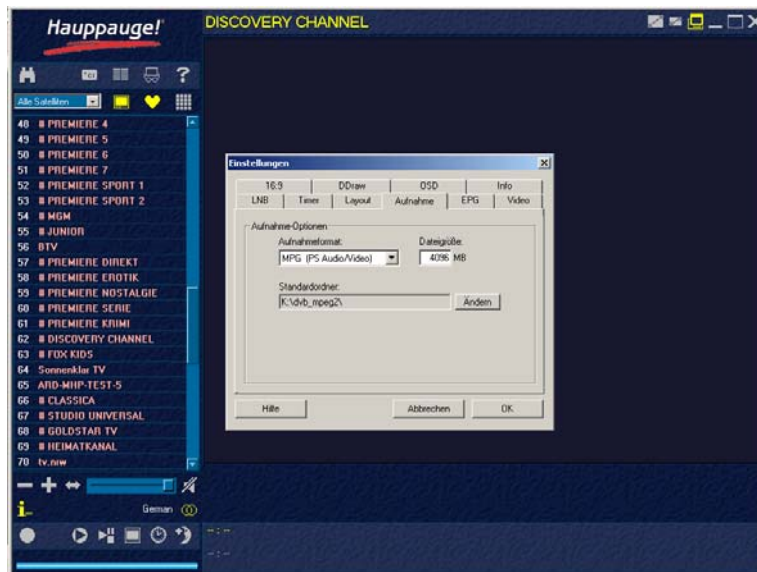 Hauppauge!
DISCOVERY CHANNEL
?
Alle Satelliten
48 # PREMIERE 4
49 # PREMIERE 5
50 # PREMIERE 6
51 # PREMIERE 7
52 # PREMIERE SPORT 1
53 # PREMIERE SPORT 2
54 # MGM
55 # JUNIOR
56 BTV
57 # PREMIERE DIREKT
58 # PREMIERE EROTIK
59 # PREMIERE NOSTALGIE
60 # PREMIERE SERIE
61 # PREMIERE KRIMI
62 # DISCOVERY CHANNEL
63 # FOX KIDS
64 Sonnenklar TV
65 ARD-MHP-TEST-5
66 # CLASSICA
67 # STUDIO UNIVERSAL
68 # GOLDSTAR TV
69 # HEIMATKANAL
70 tv.nrw
German
--:--
--:--
Einstellungen
16:9 DDraw OSD Info
LNB Timer Layout Aufnahme EPG Video
Aufnahme-Optionen
Aufnahmeformat: Dateigröße:
MPG (PS Audio/Video) 4096 MB
Standardordner:
K:\dvb_mpeg2\ Ändern
Hilfe Abbrechen OK